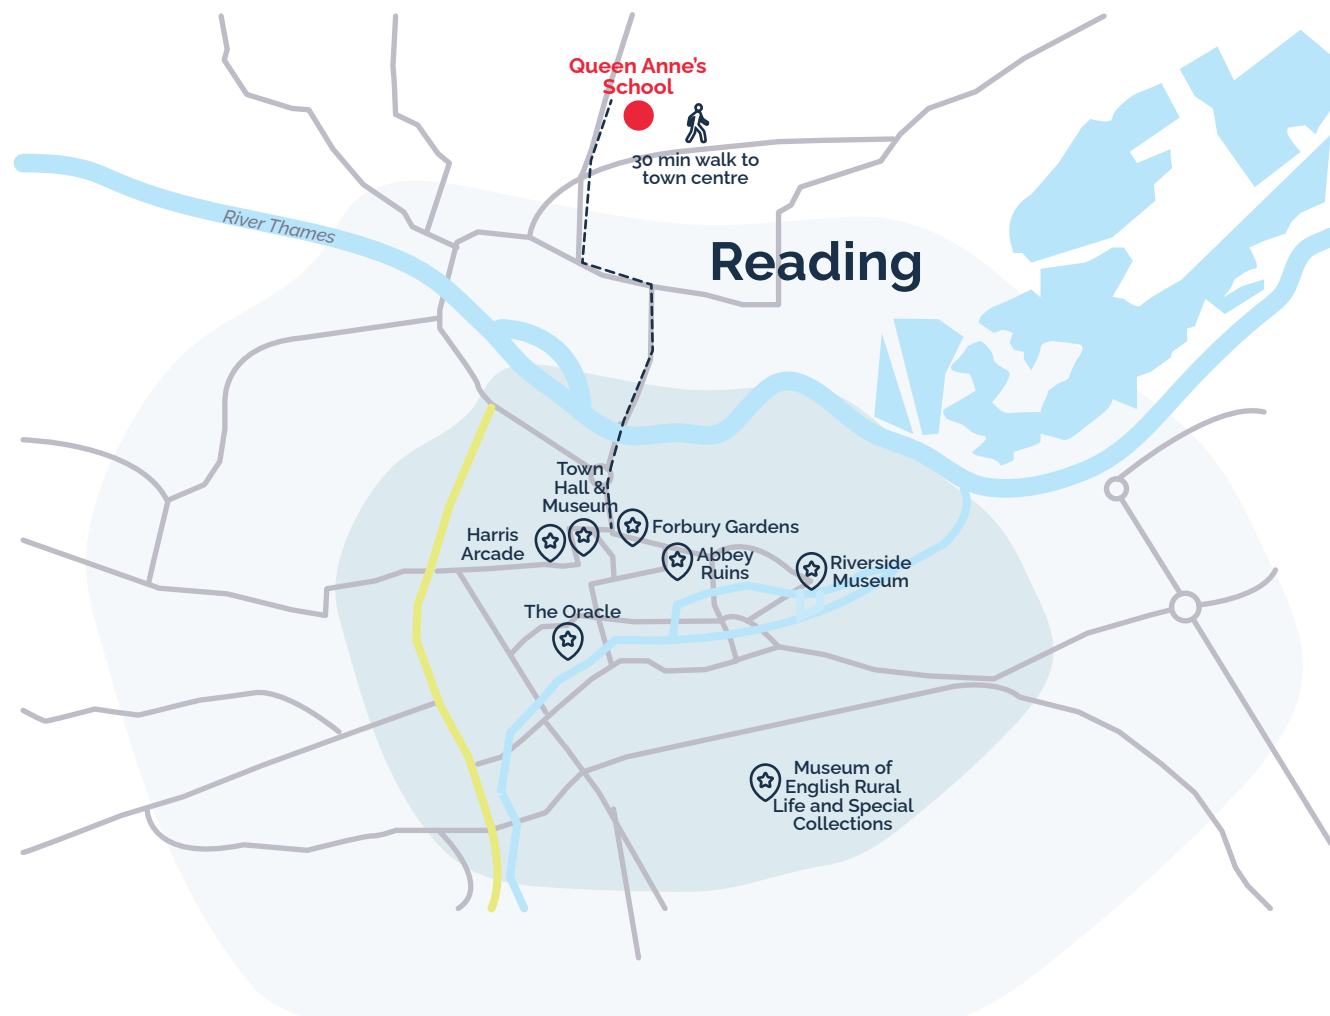 Queen Anne's
School
30 min walk to
town centre
River Thames
Reading
Town
Hall &
Museum
Forbury Gardens
Harris
Arcade
Abbey
Ruins
Riverside
Museum
The Oracle
Museum of
English Rural
Life and Special
Collections